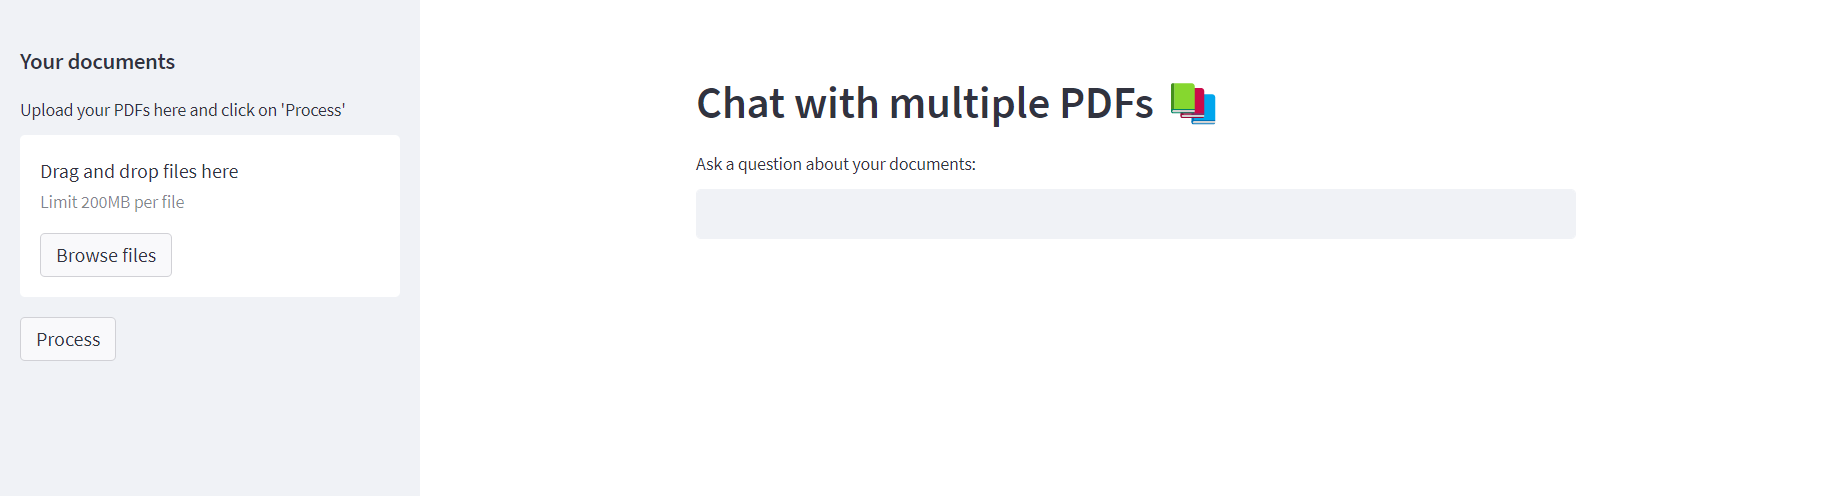 Your documents
Upload your PDFs here and click on 'Process'
Drag and drop files here
Limit 200MB per file
Browse files
Process
Chat with multiple PDFs 📚
Ask a question about your documents: